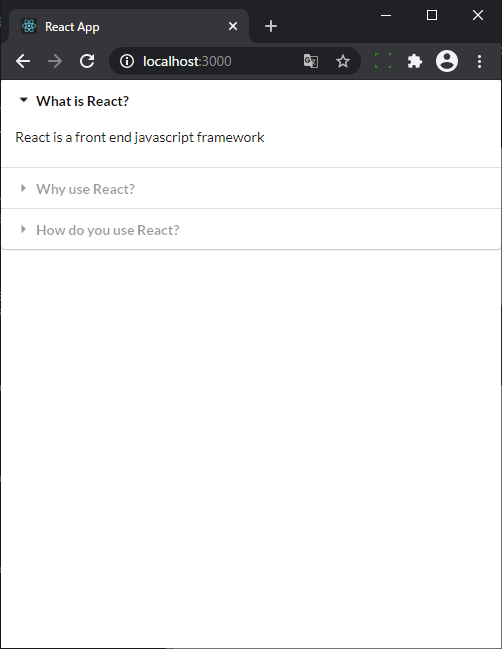 React App
localhost:3000
What is React?
React is a front end javascript framework
Why use React?
How do you use React?